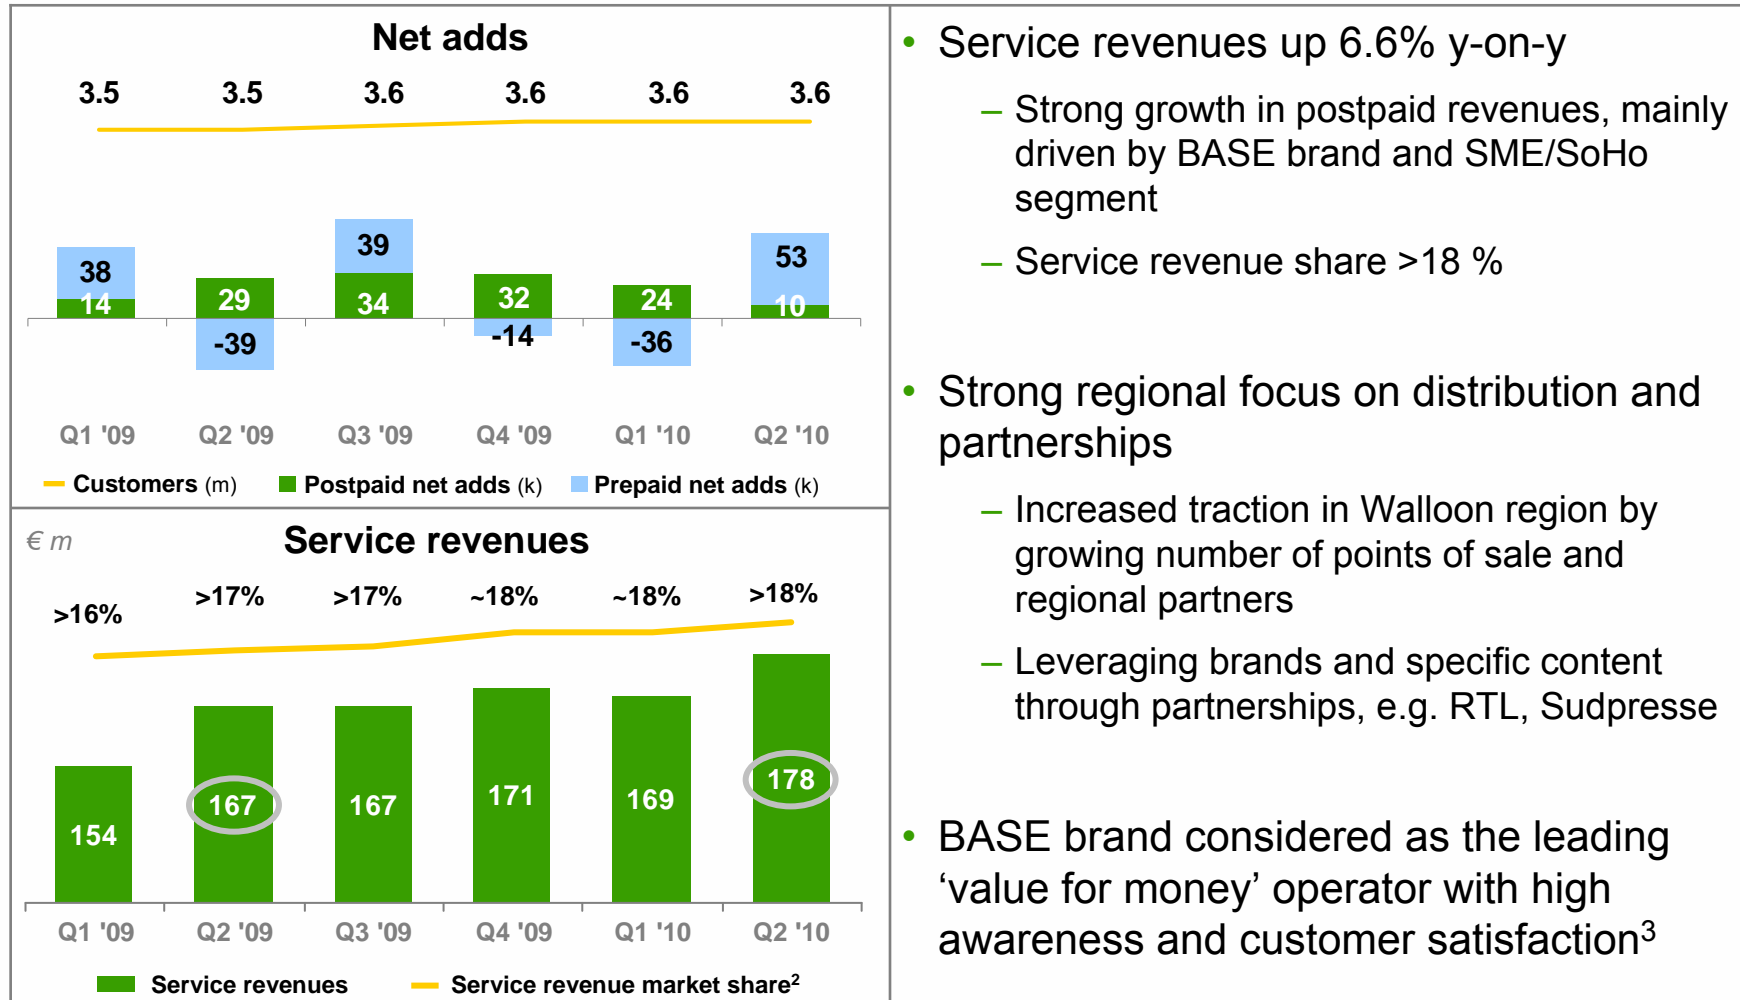 Net adds
3.5 3.5 3.6 3.6 3.6 3.6
38 14
29 -39
39 34
32 -14
24 -36
53 10
Q1 '09 Q2 '09 Q3 '09 Q4 '09 Q1 '10 Q2 '10
Customers (m) Postpaid net adds (k) Prepaid net adds (k)
€ m
Service revenues
>16% >17% >17% ~18% ~18% >18%
154 167 167 171 169 178
Q1 '09 Q2 '09 Q3 '09 Q4 '09 Q1 '10 Q2 '10
Service revenues Service revenue market share²
• Service revenues up 6.6% y-on-y
– Strong growth in postpaid revenues, mainly
driven by BASE brand and SME/SoHo
segment
– Service revenue share >18 %
• Strong regional focus on distribution and
partnerships
– Increased traction in Walloon region by
growing number of points of sale and
regional partners
– Leveraging brands and specific content
through partnerships, e.g. RTL, Sudpresse
• BASE brand considered as the leading
‘value for money’ operator with high
awareness and customer satisfaction³